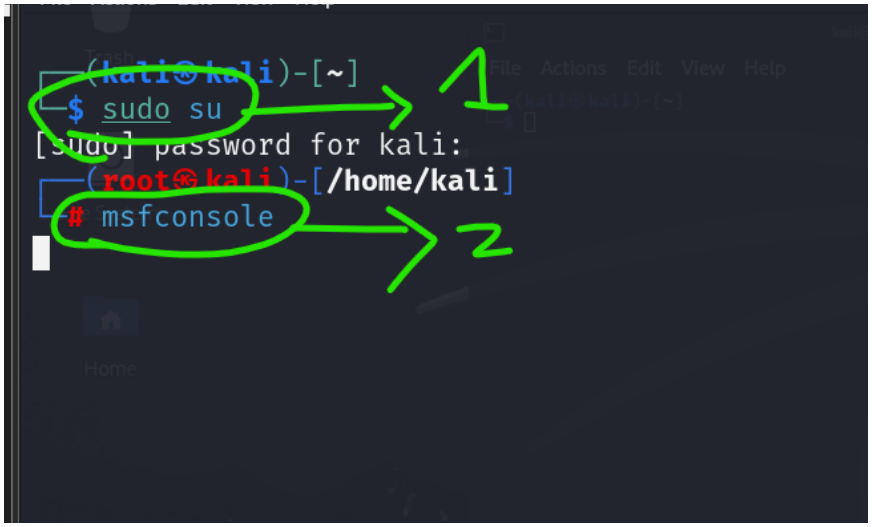 Trash
(kali㉿kali)-[~]
$ sudo su
[sudo] password for kali:
(root㉿kali)-[/home/kali]
# msfconsole
1
2
File Actions Edit View Help
(kali㉿kali)-[~]
$
Home